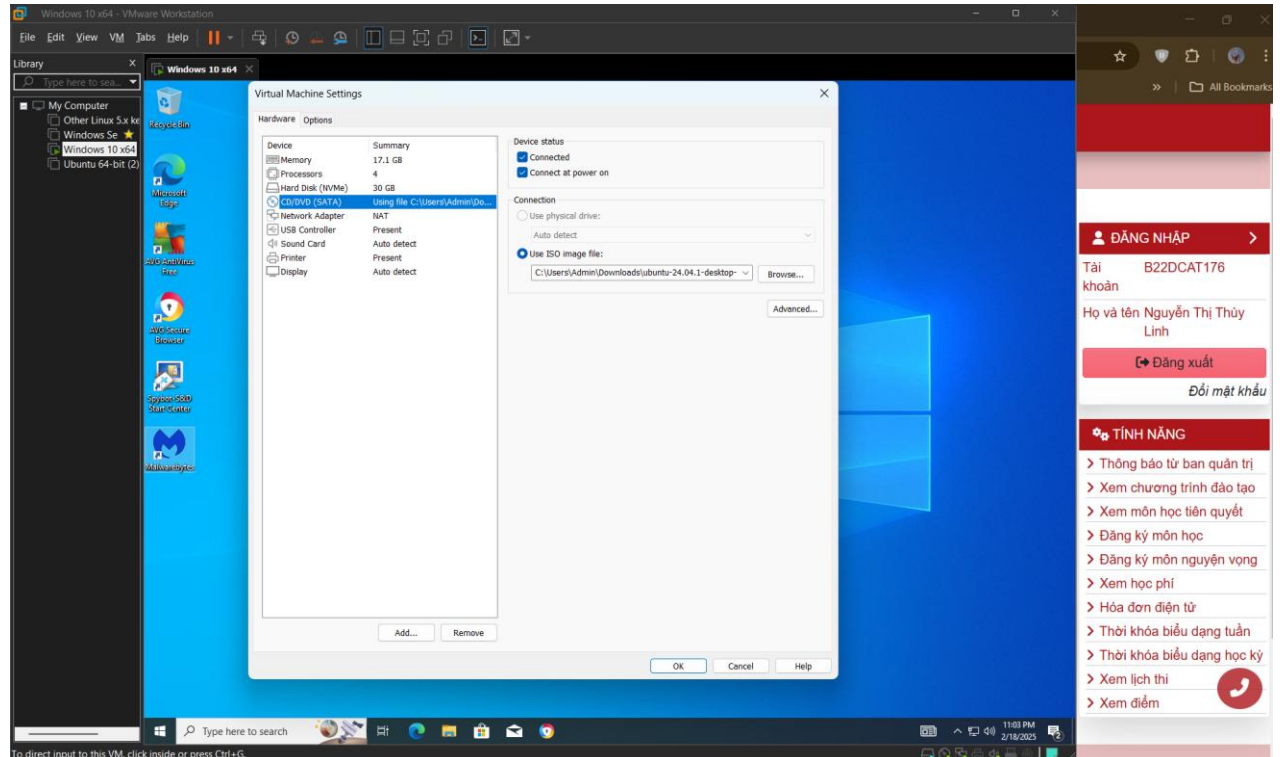 Windows 10 x64 - VMware Workstation
File Edit View VM Tabs Help
Library X
Type here to sea...
My Computer
Other Linux 5.x ke
Windows Se
Windows 10 x64
Ubuntu 64-bit (2)
Windows 10 x64
Recycle Bin
Microsoft
Edge
AVG AntiVirus
Free
AVG Secure
Browser
Spybot-S&D
Start Center
Malwarebytes
Virtual Machine Settings
Hardware Options
Device Summary
Memory 17.1 GB
Processors 4
Hard Disk (NVMe) 30 GB
CD/DVD (SATA) Using file C:\Users\Admin\Do...
Network Adapter NAT
USB Controller Present
Sound Card Auto detect
Printer Present
Display Auto detect
Add... Remove
Device status
Connected
Connect at power on
Connection
Use physical drive:
Auto detect
Use ISO image file:
C:\Users\Admin\Downloads\ubuntu-24.04.1-desktop-
Browse...
Advanced...
OK Cancel Help
Type here to search
11:03 PM
2/18/2025
To direct input to this VM, click inside or press Ctrl+G.
» All Bookmarks
ĐĂNG NHẬP
Tài khoản B22DCAT176
Họ và tên Nguyễn Thị Thùy
Linh
Đăng xuất
Đổi mật khẩu
TÍNH NĂNG
Thông báo từ ban quản trị
Xem chương trình đào tạo
Xem môn học tiên quyết
Đăng ký môn học
Đăng ký môn nguyện vọng
Xem học phí
Hóa đơn điện tử
Thời khóa biểu dạng tuần
Thời khóa biểu dạng học kỳ
Xem lịch thi
Xem điểm